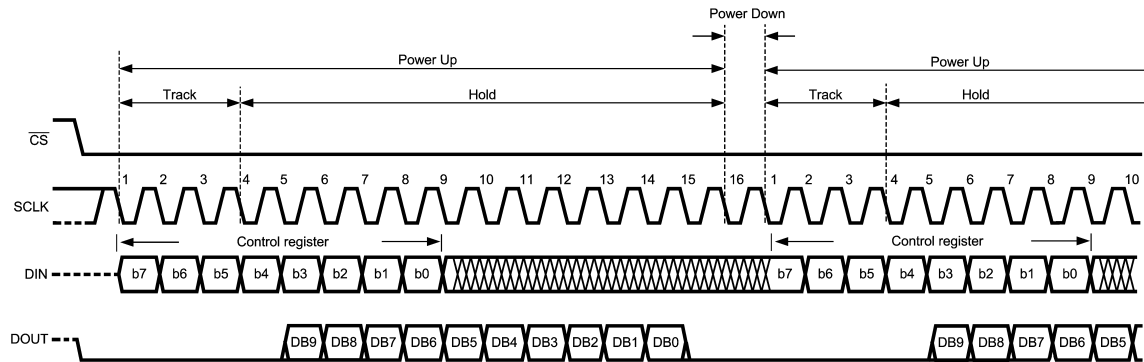 Power Down
Power Up Power Up
Track Hold Track Hold
CS
1 2 3 4 5 6 7 8 9 10 11 12 13 14 15 16 1 2 3 4 5 6 7 8 9 10
SCLK
Control register Control register
DIN b7 b6 b5 b4 b3 b2 b1 b0 b7 b6 b5 b4 b3 b2 b1 b0
DOUT DB9 DB8 DB7 DB6 DB5 DB4 DB3 DB2 DB1 DB0 DB9 DB8 DB7 DB6 DB5